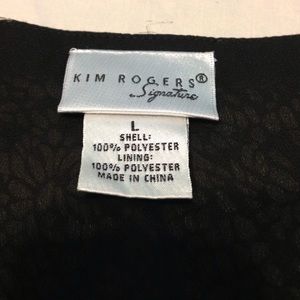 KIM ROGERS®
Signature
L
SHELL:
100% POLYESTER
LINING:
100% POLYESTER
MADE IN CHINA